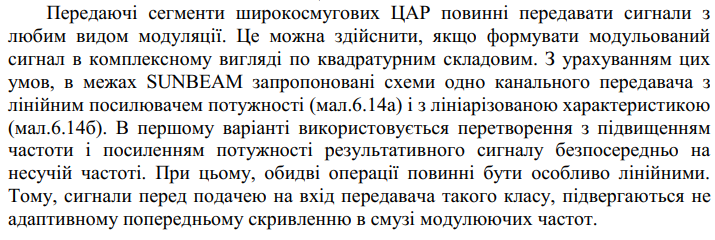 Передаючі сегменти широкосмугових ЦАР повинні передавати сигнали з
любим видом модуляції. Це можна здійснити, якщо формувати модульований
сигнал в комплексному вигляді по квадратурним складовим. З урахуванням цих
умов, в межах SUNBEAM запропоновані схеми одно канального передавача з
лінійним посилювачем потужності (мал.6.14а) і з лініарізованою характеристикою
(мал.6.14б). В першому варіанті використовується перетворення з підвищенням
частоти і посиленням потужності результативного сигналу безпосередньо на
несучій частоті. При цьому, обидві операції повинні бути особливо лінійними.
Тому, сигнали перед подачею на вхід передавача такого класу, підвергаються не
адаптивному попередньому скривленню в смузі модулюючих частот.